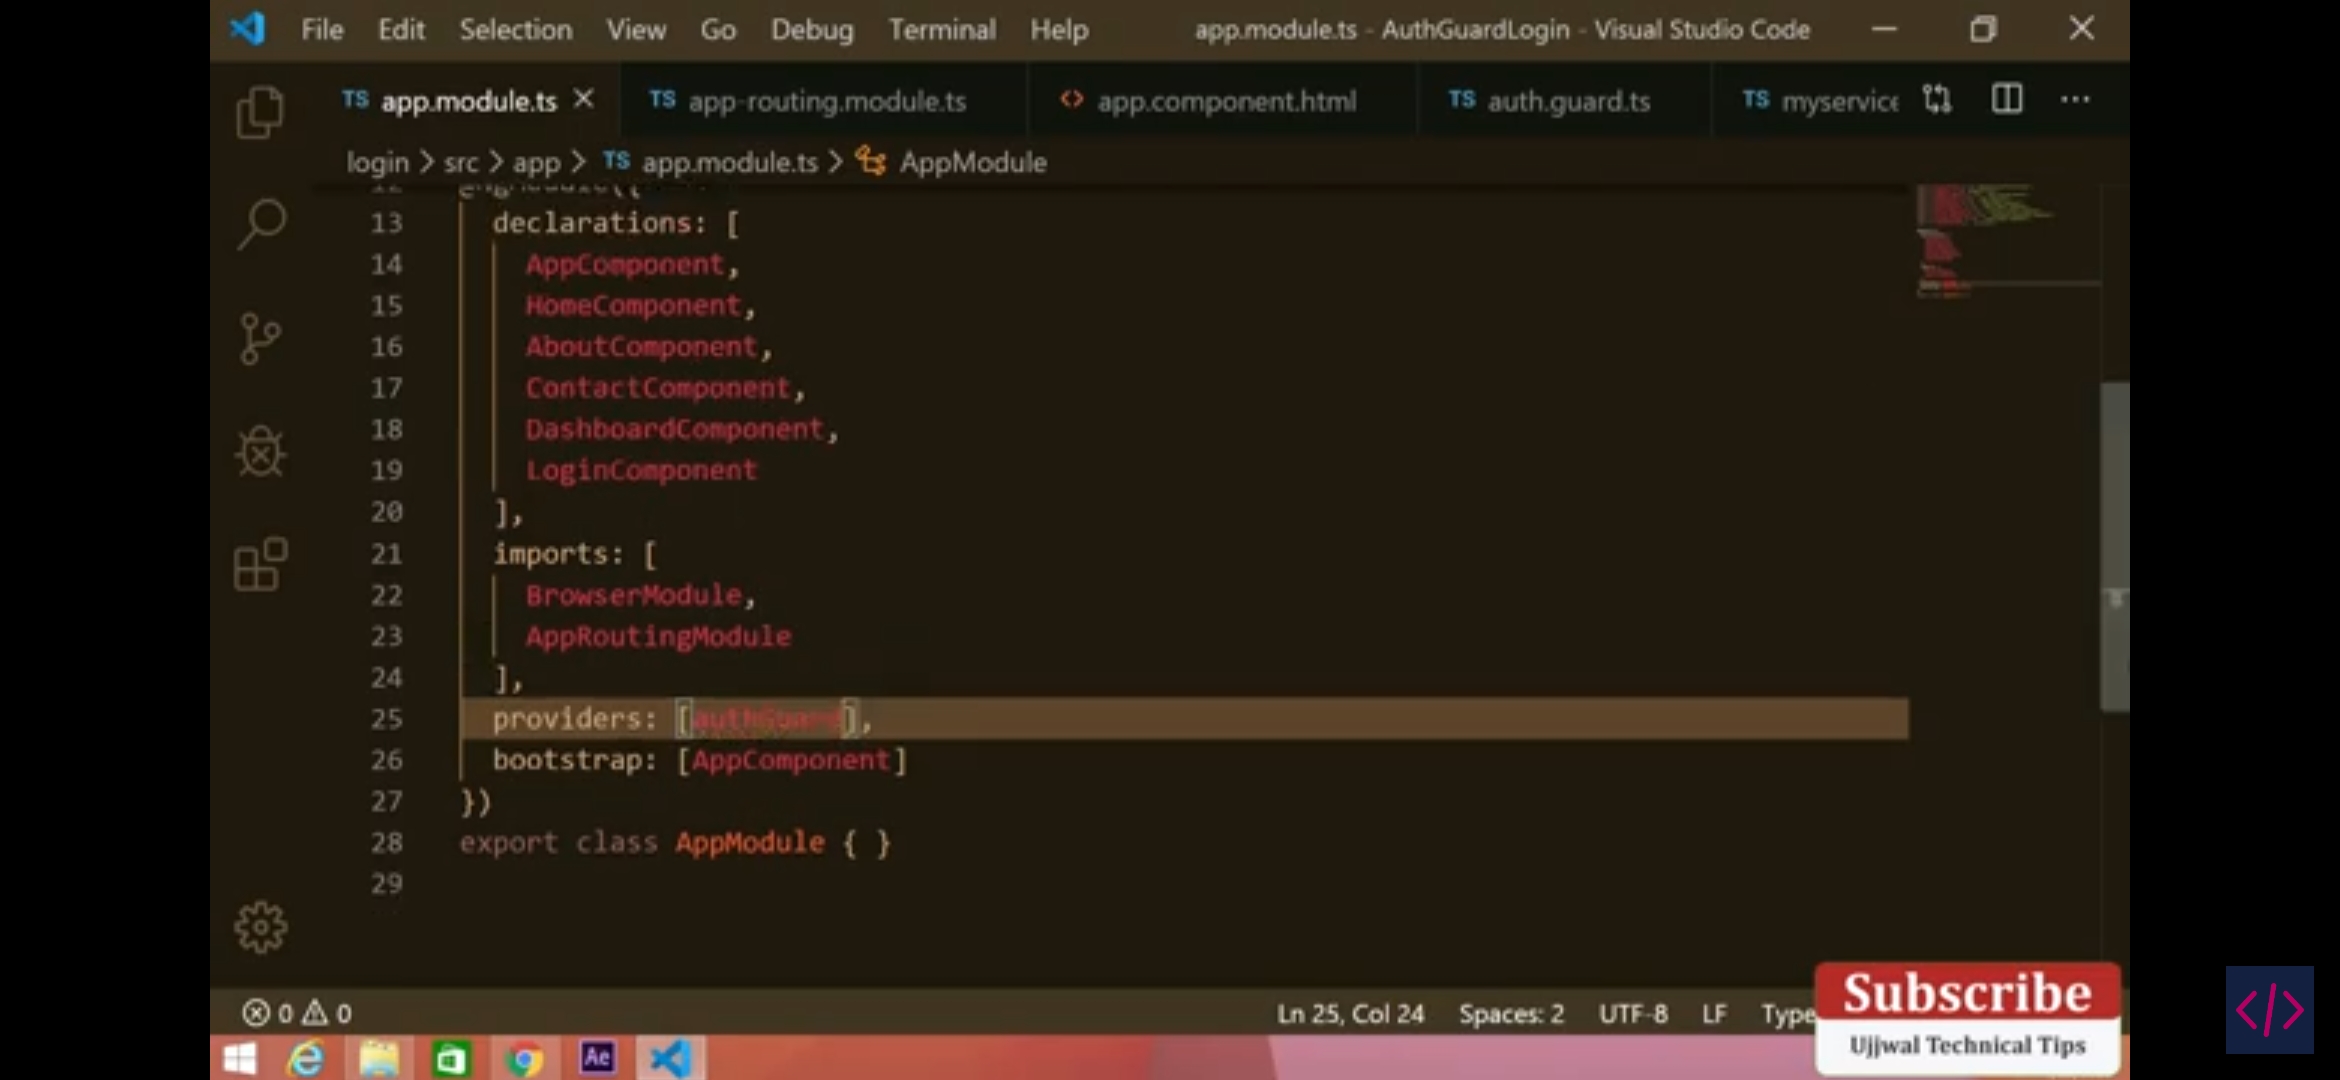 File Edit Selection View Go Debug Terminal Help app.module.ts - AuthGuardLogin - Visual Studio Code
TS app.module.ts TS app-routing.module.ts <> app.component.html TS auth.guard.ts TS myservice
login > src > app > TS app.module.ts > AppModule
13 declarations: [
14 AppComponent,
15 HomeComponent,
16 AboutComponent,
17 ContactComponent,
18 DashboardComponent,
19 LoginComponent
20 ],
21 imports: [
22 BrowserModule,
23 AppRoutingModule
24 ],
25 providers: [authGuard],
26 bootstrap: [AppComponent]
27 })
28 export class AppModule { }
29
0 0 Ln 25, Col 24 Spaces: 2 UTF-8 LF Type
Subscribe
Ujjwal Technical Tips
Ae